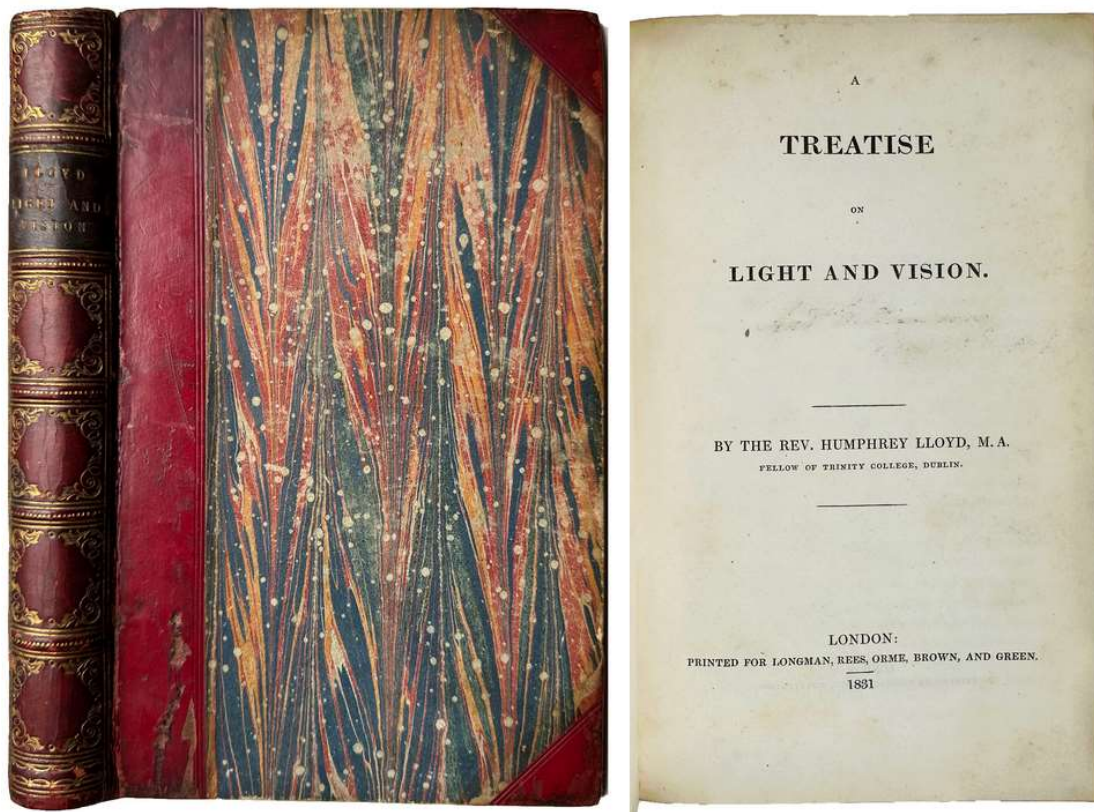 LLOYD
LIGHT AND
VISION
A
TREATISE
ON
LIGHT AND VISION.
BY THE REV. HUMPHREY LLOYD, M. A.
FELLOW OF TRINITY COLLEGE, DUBLIN.
LONDON:
PRINTED FOR LONGMAN, REES, ORME, BROWN, AND GREEN.
1831